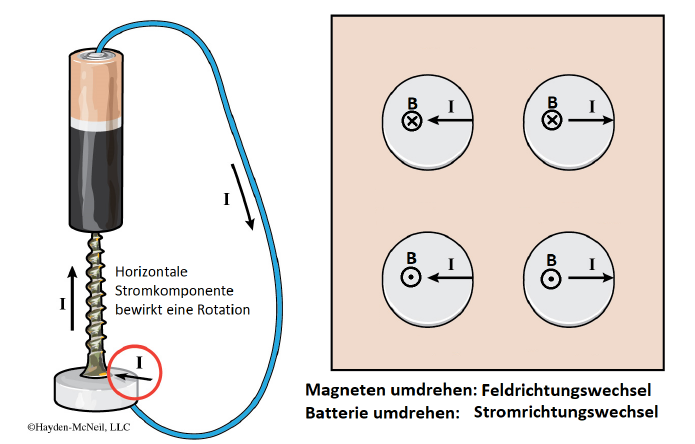 I
Horizontale
Stromkomponente
bewirkt eine Rotation
I
I
©Hayden-McNeil, LLC
B I
B I
B I
B I
Magneten umdrehen: Feldrichtungswechsel
Batterie umdrehen: Stromrichtungswechsel